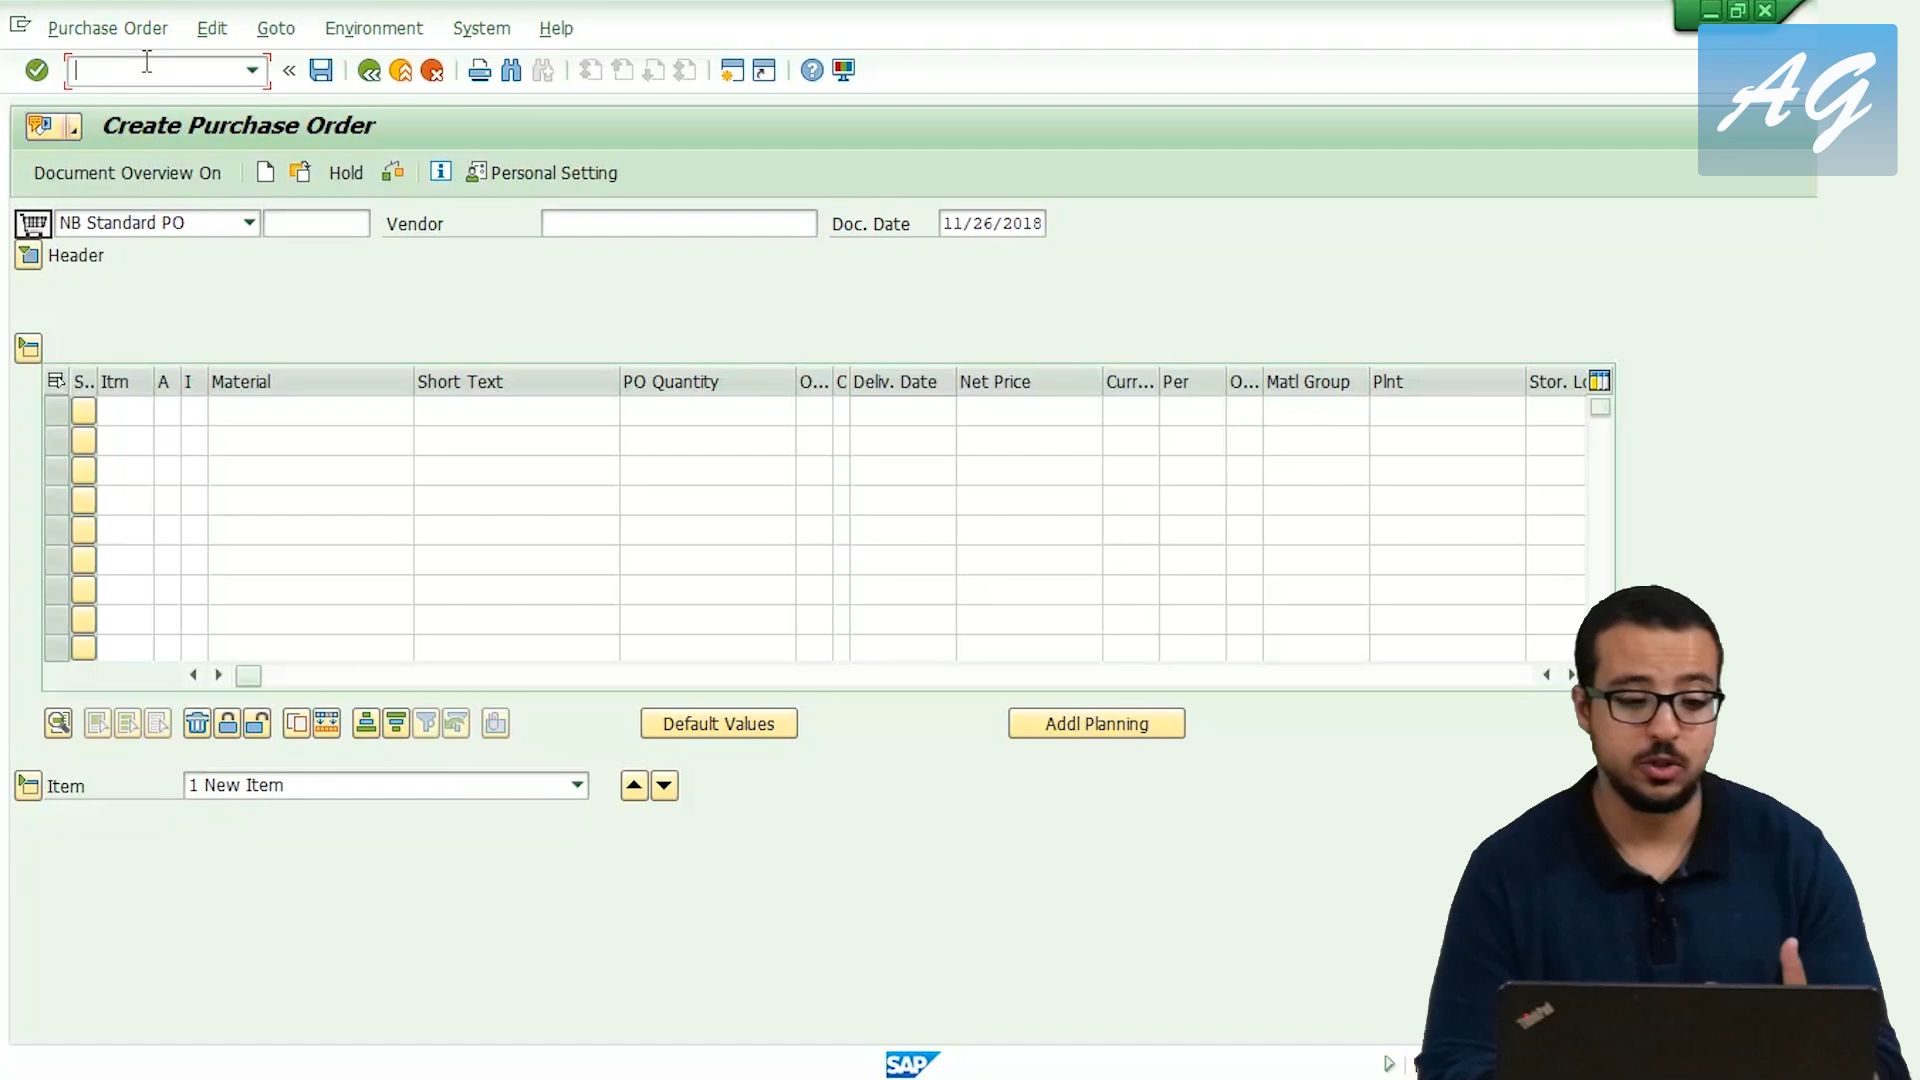 Purchase Order Edit Goto Environment System Help
AG
Create Purchase Order
Document Overview On Hold Personal Setting
NB Standard PO Vendor Doc. Date 11/26/2018
Header
S.. Itm A I Material Short Text PO Quantity O... C Deliv. Date Net Price Curr... Per O... Matl Group Plnt Stor.
Default Values Addl Planning
Item 1 New Item
SAP
ThinkPad